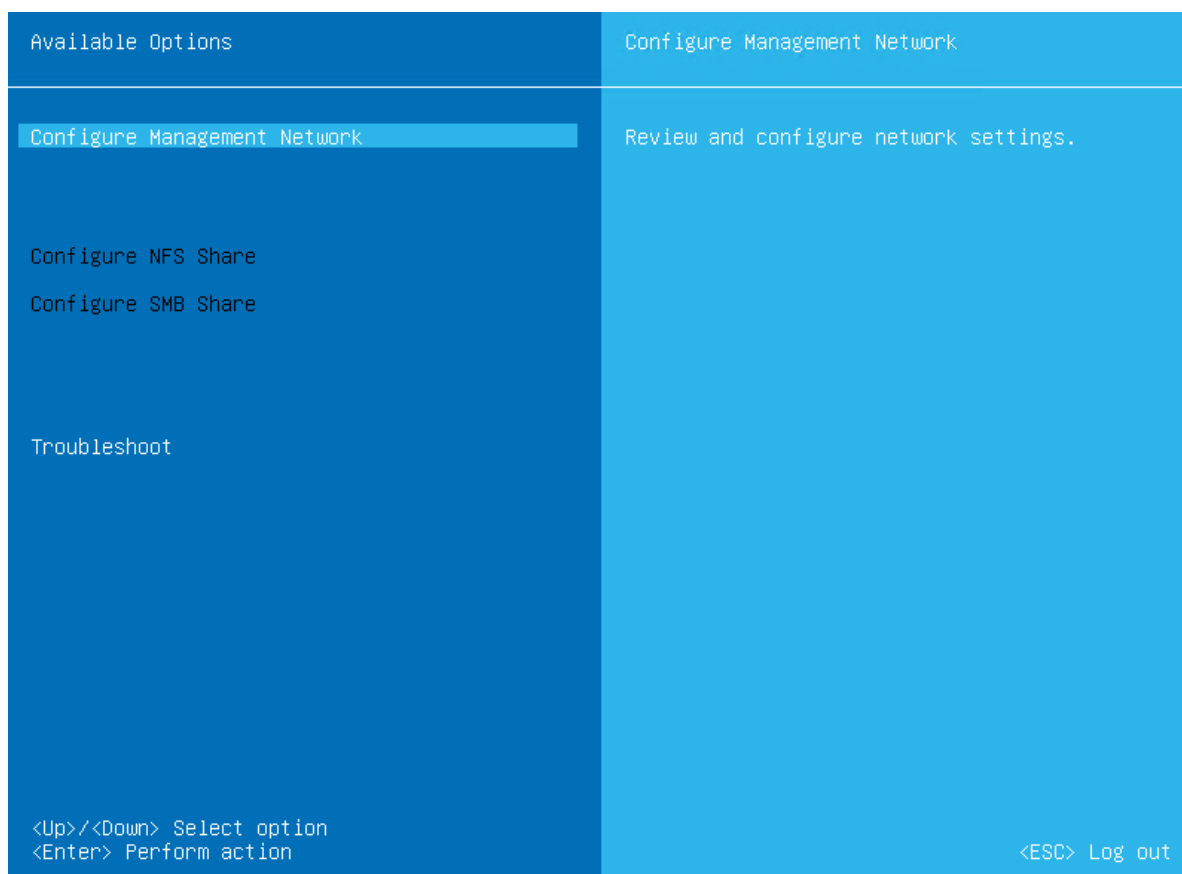 Available Options
Configure Management Network
Configure Management Network
Review and configure network settings.
Configure NFS Share
Configure SMB Share
Troubleshoot
<Up>/<Down> Select option
<Enter> Perform action
<ESC> Log out